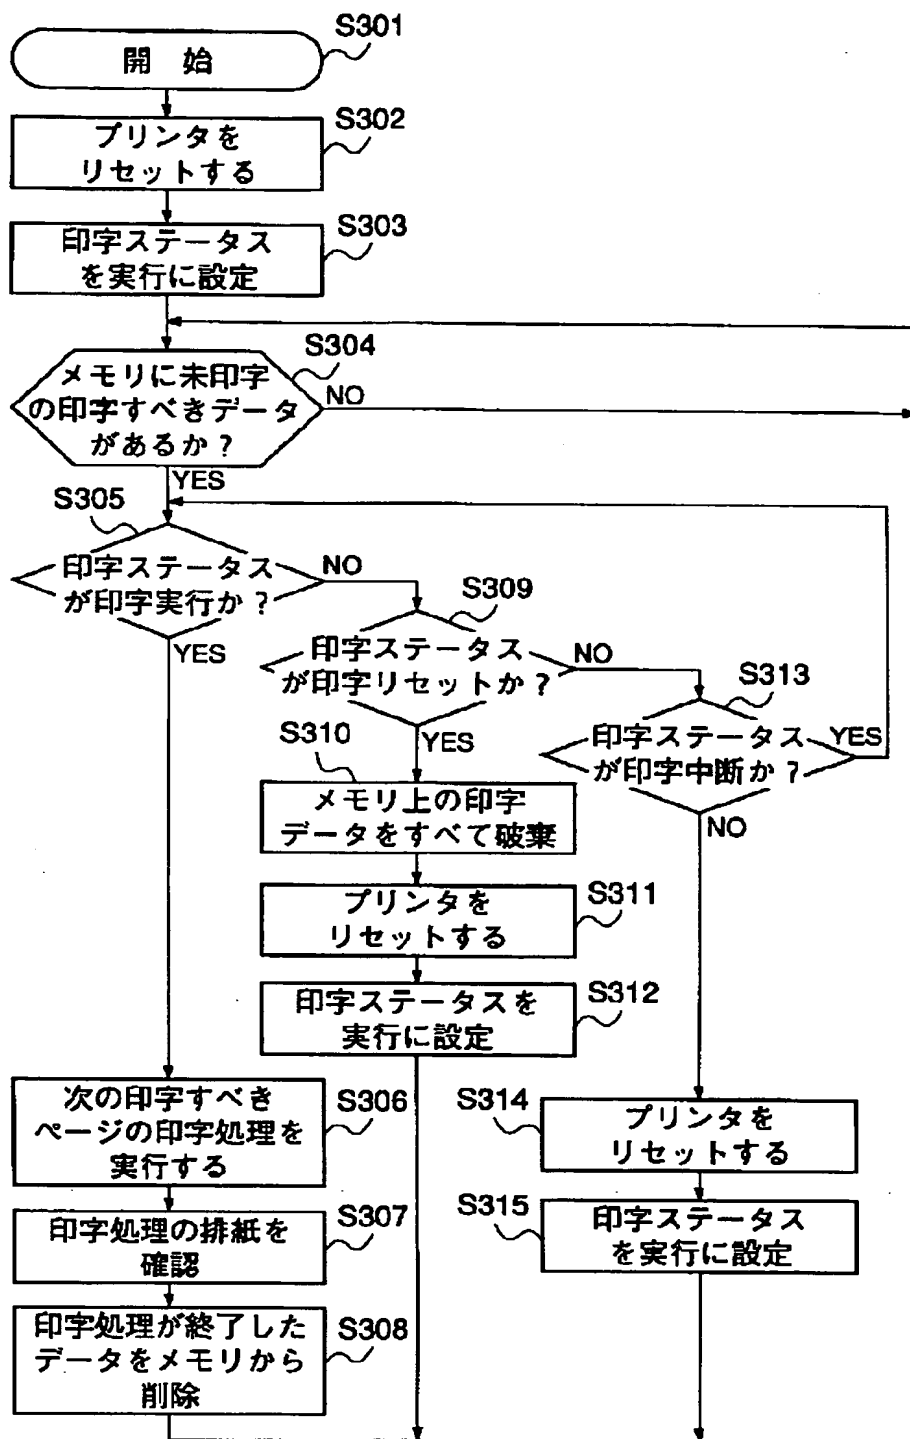 S301
開 始
S302
プリンタを
リセットする
S303
印字ステータス
を実行に設定
S304
メモリに未印字
の印字すべきデータ
があるか？
NO
YES
S305
印字ステータス
が印字実行か？
NO
YES
S309
印字ステータス
が印字リセットか？
NO
YES
S313
印字ステータス
が印字中断か？
YES
NO
S310
メモリ上の印字
データをすべて破棄
S311
プリンタを
リセットする
S312
印字ステータスを
実行に設定
S306
次の印字すべき
ページの印字処理を
実行する
S307
印字処理の排紙を
確認
S308
印字処理が終了した
データをメモリから
削除
S314
プリンタを
リセットする
S315
印字ステータス
を実行に設定